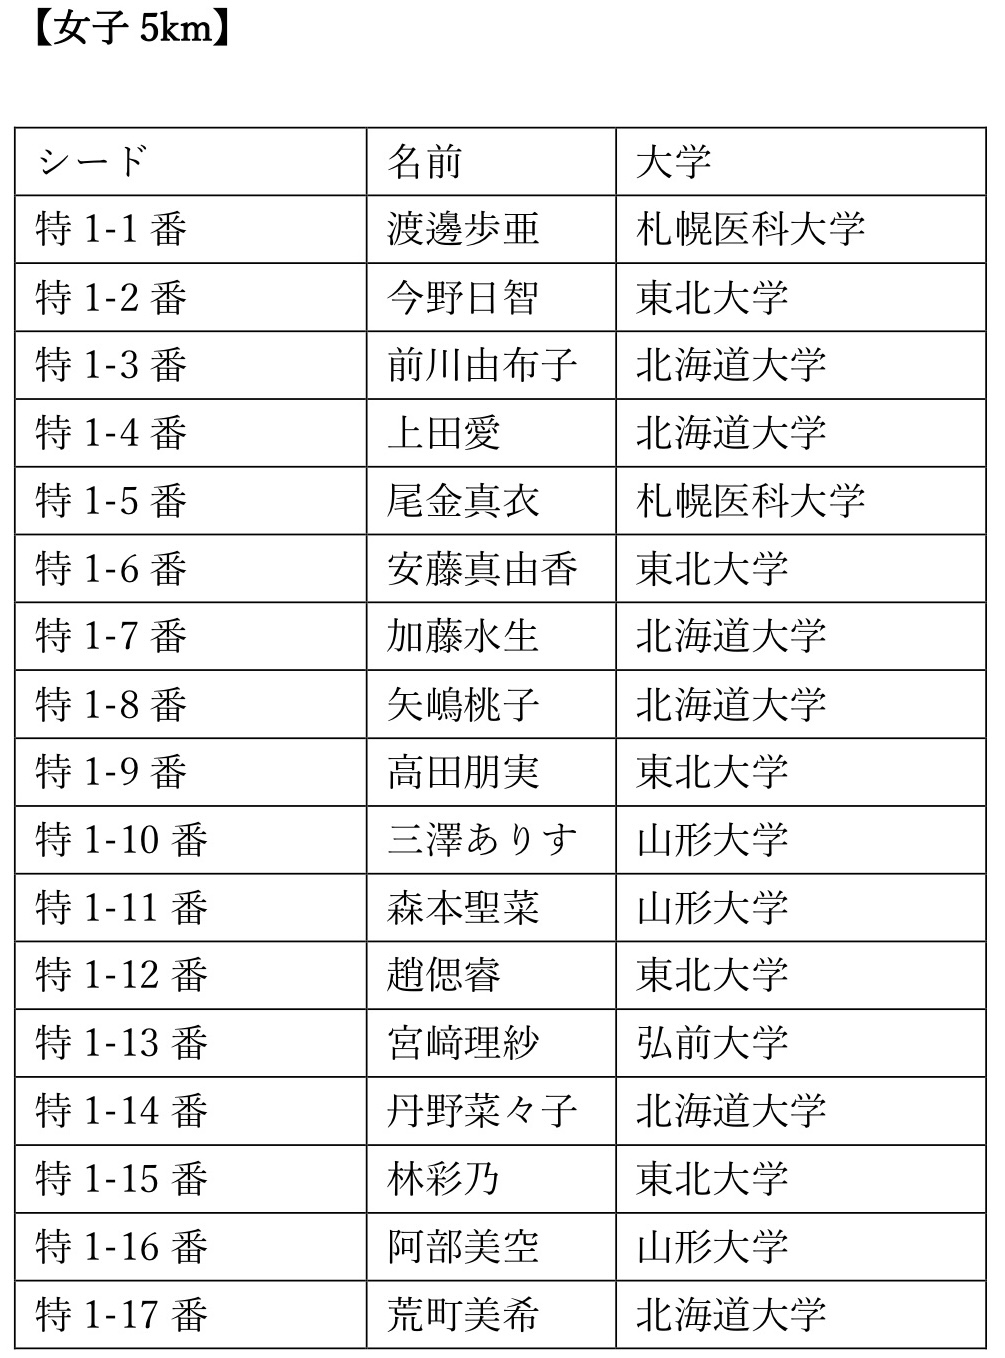 【女子 5km】
シード 名前 大学
特 1-1 番 渡邊歩亜 札幌医科大学
特 1-2 番 今野日智 東北大学
特 1-3 番 前川由布子 北海道大学
特 1-4 番 上田愛 北海道大学
特 1-5 番 尾金真衣 札幌医科大学
特 1-6 番 安藤真由香 東北大学
特 1-7 番 加藤水生 北海道大学
特 1-8 番 矢嶋桃子 北海道大学
特 1-9 番 高田朋実 東北大学
特 1-10 番 三澤ありす 山形大学
特 1-11 番 森本聖菜 山形大学
特 1-12 番 趙偲睿 東北大学
特 1-13 番 宮﨑理紗 弘前大学
特 1-14 番 丹野菜々子 北海道大学
特 1-15 番 林彩乃 東北大学
特 1-16 番 阿部美空 山形大学
特 1-17 番 荒町美希 北海道大学